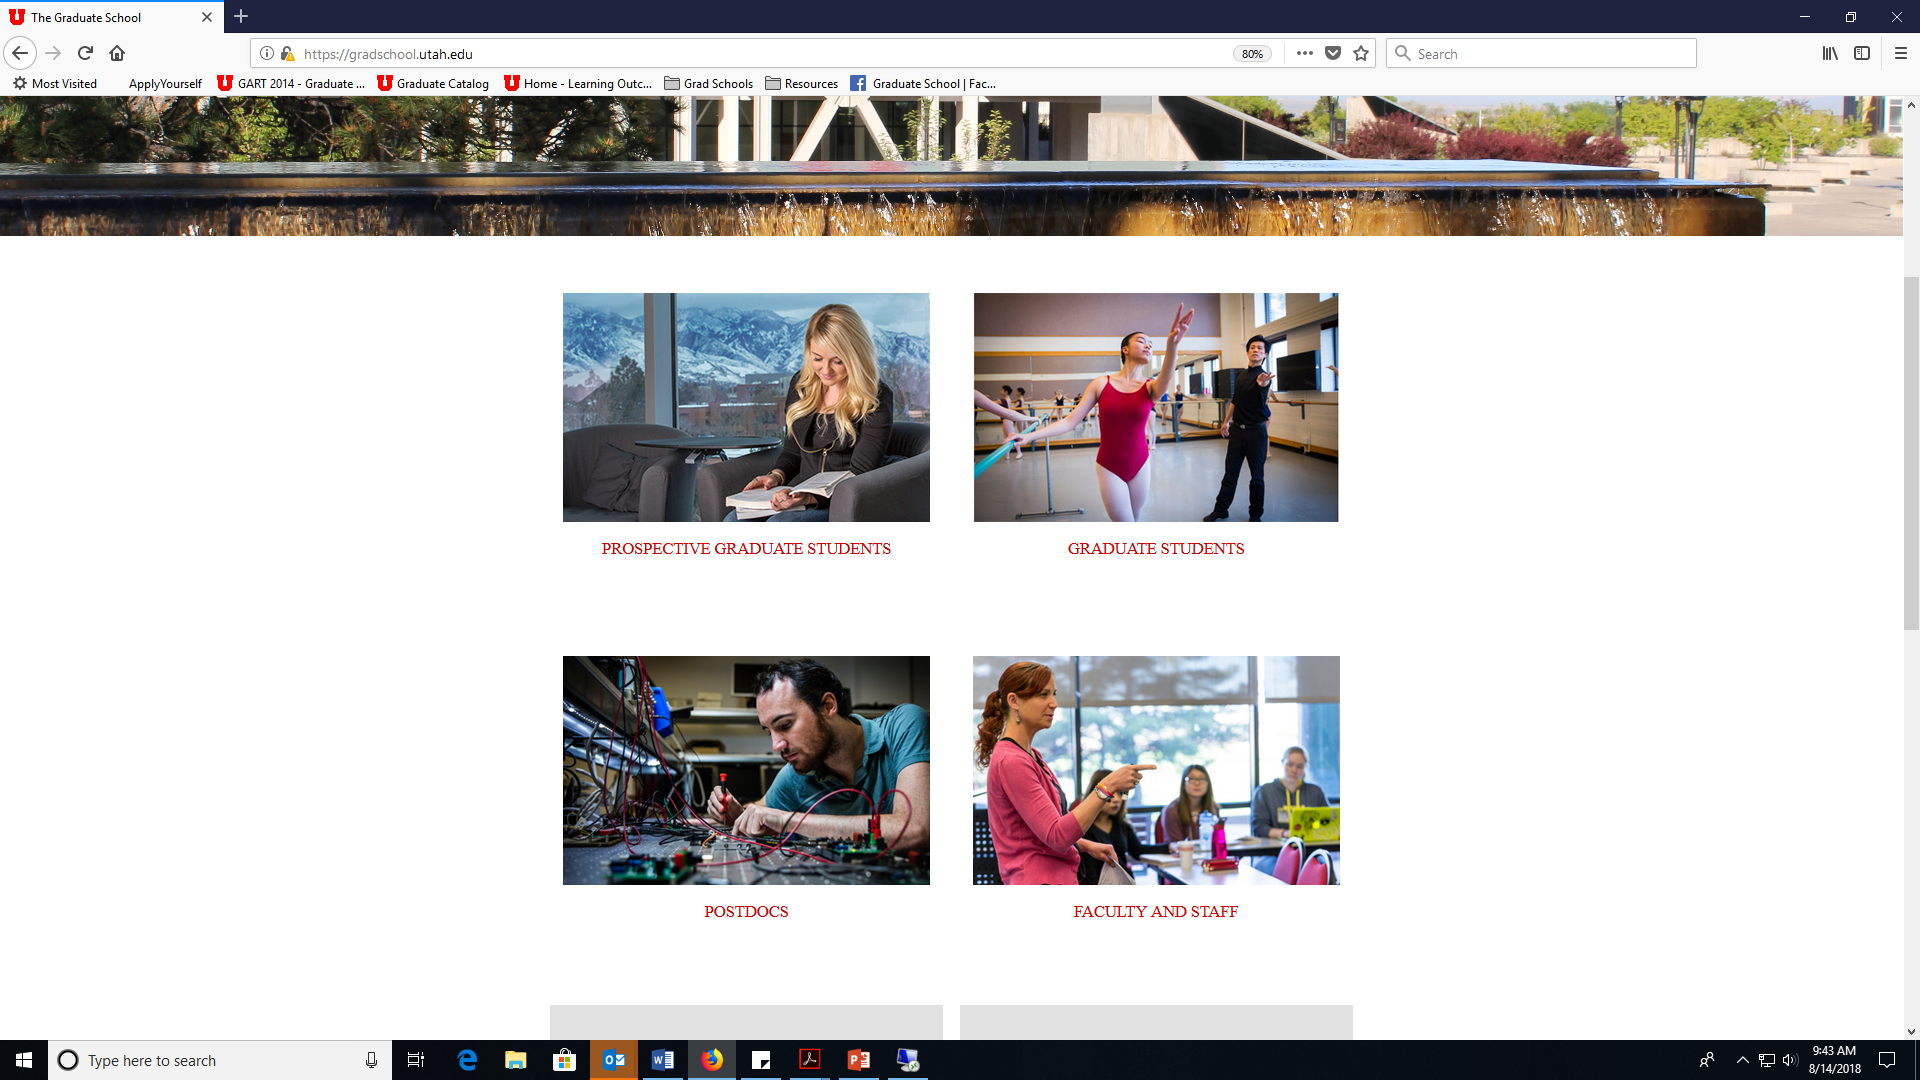 The Graduate School
https://gradschool.utah.edu
80%
Search
Most Visited
ApplyYourself
GART 2014 - Graduate ...
Graduate Catalog
Home - Learning Outc...
Grad Schools
Resources
Graduate School | Fac...
PROSPECTIVE GRADUATE STUDENTS
GRADUATE STUDENTS
POSTDOCS
FACULTY AND STAFF
Type here to search
9:43 AM
8/14/2018